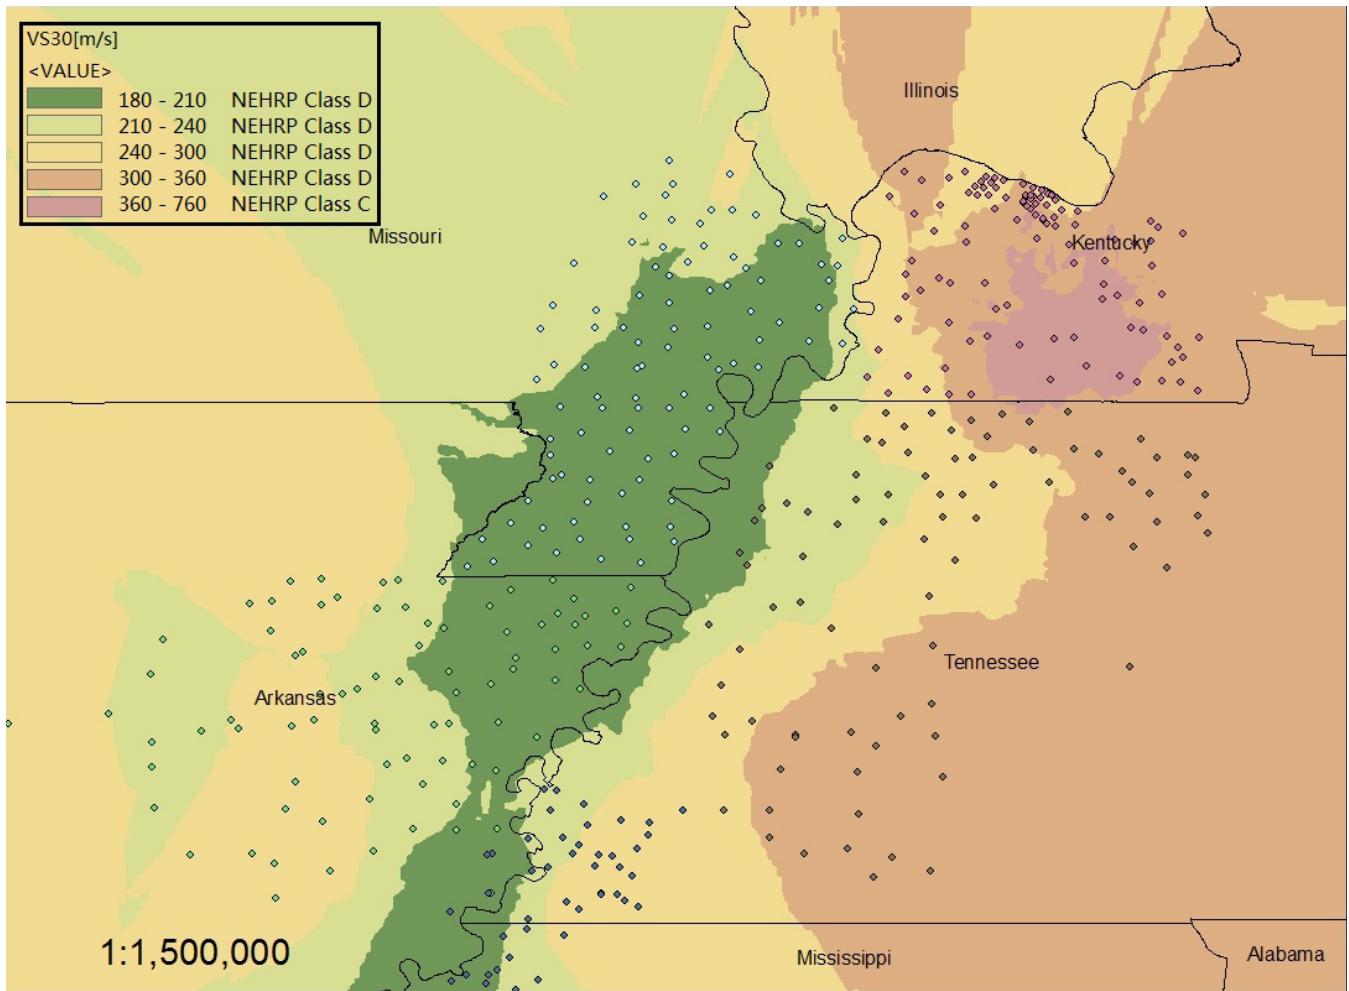 VS30[m/s]
<VALUE>
180 - 210 NEHRP Class D
210 - 240 NEHRP Class D
240 - 300 NEHRP Class D
300 - 360 NEHRP Class D
360 - 760 NEHRP Class C
Illinois
Missouri
Kentucky
Tennessee
Arkansas
1:1,500,000
Mississippi
Alabama